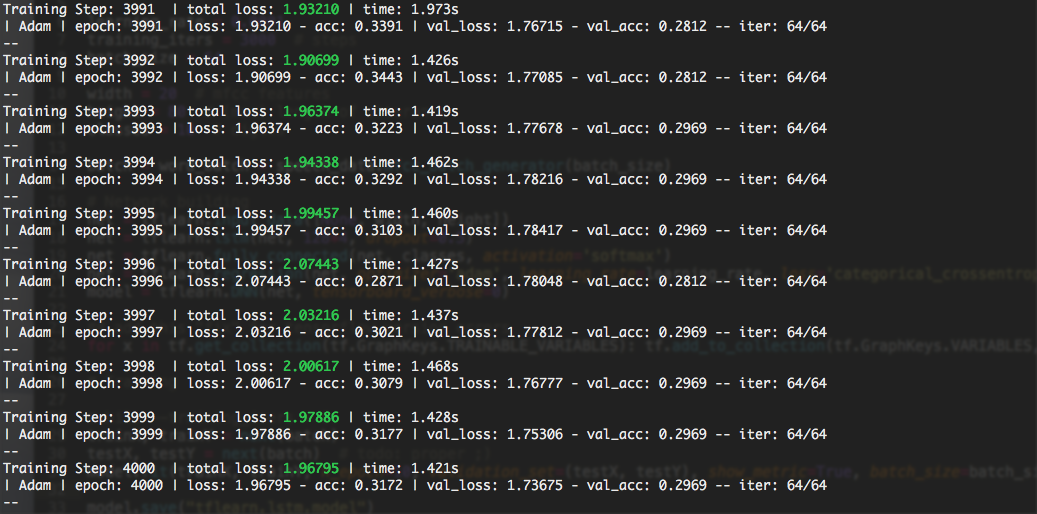 Training Step: 3991 | total loss: 1.93210 | time: 1.973s
| Adam | epoch: 3991 | loss: 1.93210 - acc: 0.3391 | val_loss: 1.76715 - val_acc: 0.2812 -- iter: 64/64
--
Training Step: 3992 | total loss: 1.90699 | time: 1.426s
| Adam | epoch: 3992 | loss: 1.90699 - acc: 0.3443 | val_loss: 1.77085 - val_acc: 0.2812 -- iter: 64/64
--
Training Step: 3993 | total loss: 1.96374 | time: 1.419s
| Adam | epoch: 3993 | loss: 1.96374 - acc: 0.3223 | val_loss: 1.77678 - val_acc: 0.2969 -- iter: 64/64
--
Training Step: 3994 | total loss: 1.94338 | time: 1.462s
| Adam | epoch: 3994 | loss: 1.94338 - acc: 0.3292 | val_loss: 1.78216 - val_acc: 0.2969 -- iter: 64/64
--
Training Step: 3995 | total loss: 1.99457 | time: 1.460s
| Adam | epoch: 3995 | loss: 1.99457 - acc: 0.3103 | val_loss: 1.78417 - val_acc: 0.2969 -- iter: 64/64
--
Training Step: 3996 | total loss: 2.07443 | time: 1.427s
| Adam | epoch: 3996 | loss: 2.07443 - acc: 0.2871 | val_loss: 1.78048 - val_acc: 0.2812 -- iter: 64/64
--
Training Step: 3997 | total loss: 2.03216 | time: 1.437s
| Adam | epoch: 3997 | loss: 2.03216 - acc: 0.3021 | val_loss: 1.77812 - val_acc: 0.2969 -- iter: 64/64
--
Training Step: 3998 | total loss: 2.00617 | time: 1.468s
| Adam | epoch: 3998 | loss: 2.00617 - acc: 0.3079 | val_loss: 1.76777 - val_acc: 0.2969 -- iter: 64/64
--
Training Step: 3999 | total loss: 1.97886 | time: 1.428s
| Adam | epoch: 3999 | loss: 1.97886 - acc: 0.3177 | val_loss: 1.75306 - val_acc: 0.2969 -- iter: 64/64
--
Training Step: 4000 | total loss: 1.96795 | time: 1.421s
| Adam | epoch: 4000 | loss: 1.96795 - acc: 0.3172 | val_loss: 1.73675 - val_acc: 0.2969 -- iter: 64/64
--